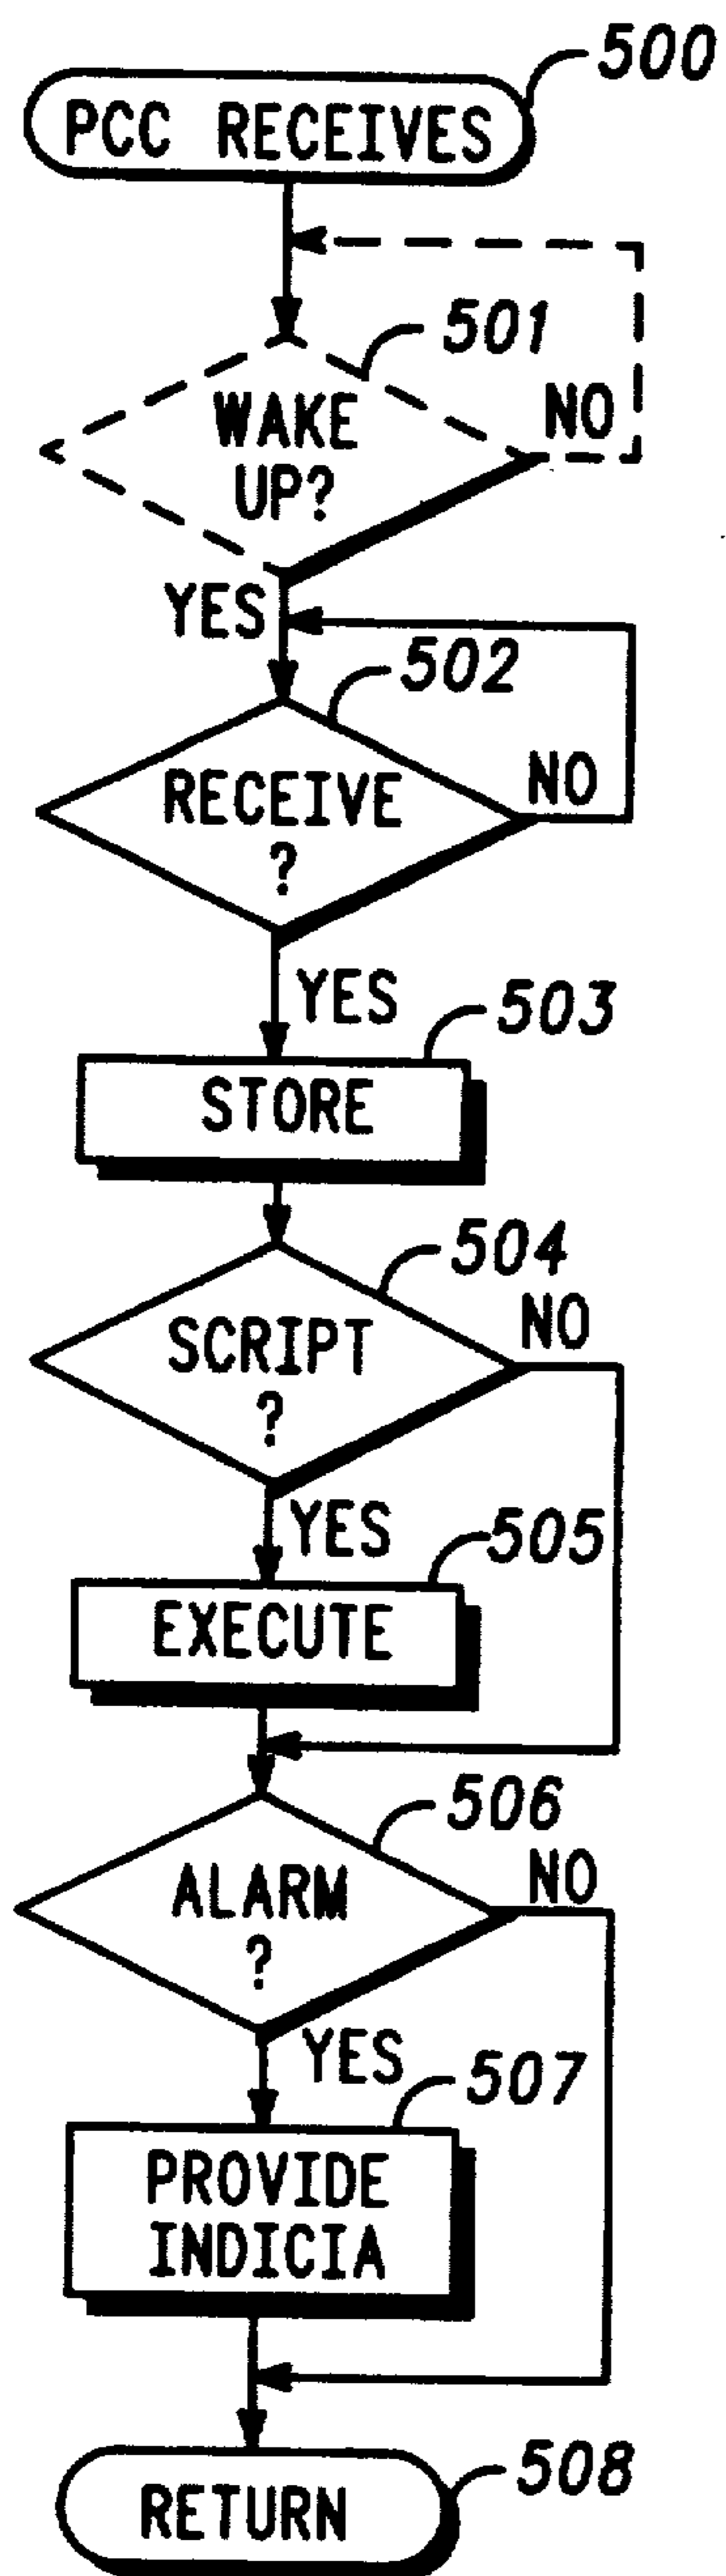 500
PCC RECEIVES
501
WAKE
UP?
NO
YES
502
RECEIVE
?
NO
YES
503
STORE
504
SCRIPT
?
NO
YES
505
EXECUTE
506
ALARM
?
NO
YES
507
PROVIDE
INDICIA
RETURN
508